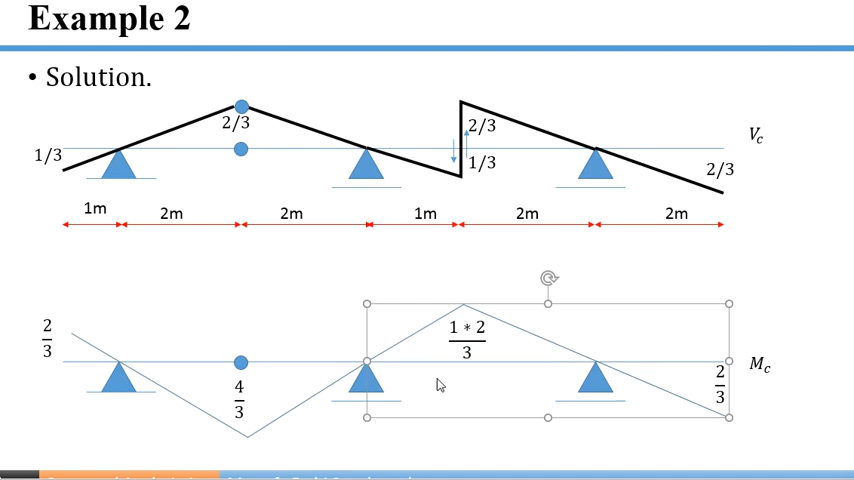 Example 2
• Solution.
2/3
2/3
V_c
1/3
1/3
2/3
1m
2m
2m
1m
2m
2m
2/3
1 * 2
3
M_c
4/3
2/3